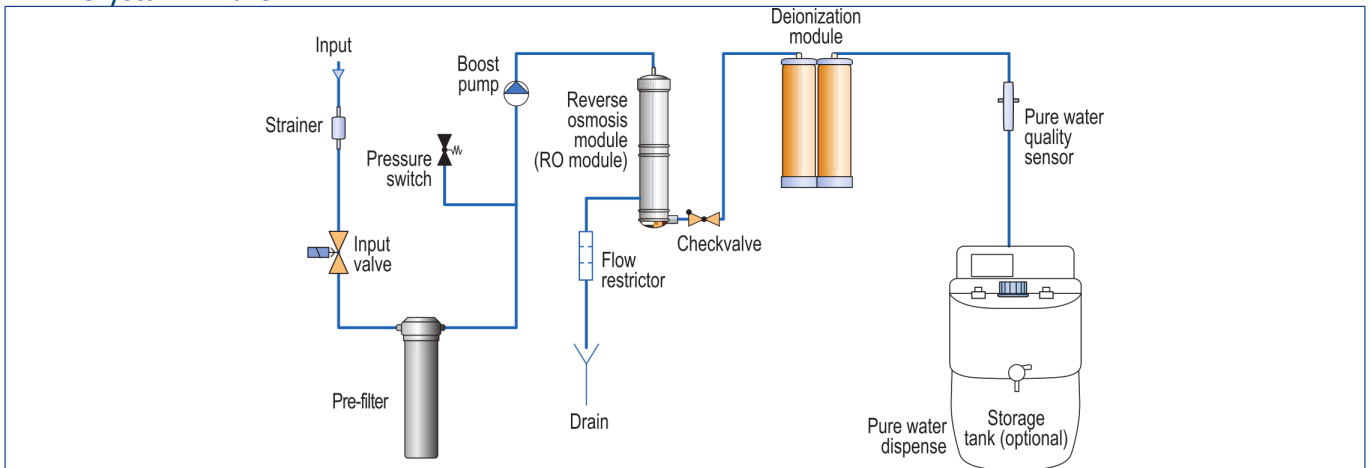 Input
Strainer
Input
valve
Pre-filter
Pressure
switch
Boost
pump
Reverse
osmosis
module
(RO module)
Flow
restrictor
Drain
Checkvalve
Deionization
module
Pure water
quality
sensor
Pure water
dispense
Storage
tank (optional)